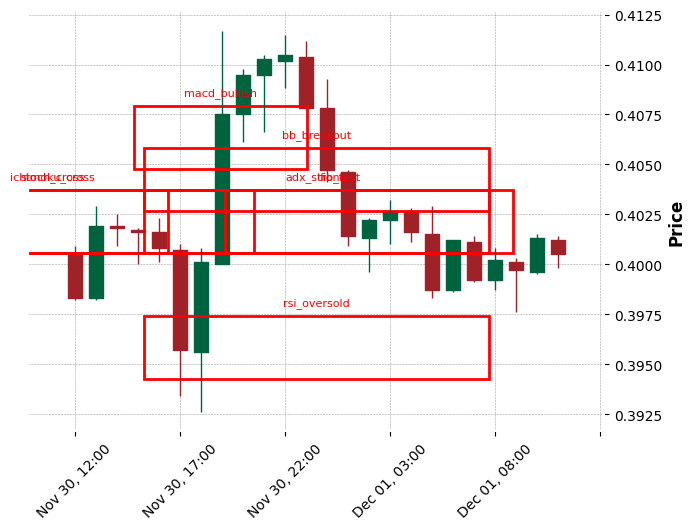 0.4125
0.4100
macd_bullish
0.4075
bb_breakout
0.4050
adx_strong
0.4025
Price
0.4000
rsi_oversold
0.3975
0.3950
0.3925
Nov 30, 12:00
Nov 30, 17:00
Nov 30, 22:00
Dec 01, 03:00
Dec 01, 08:00